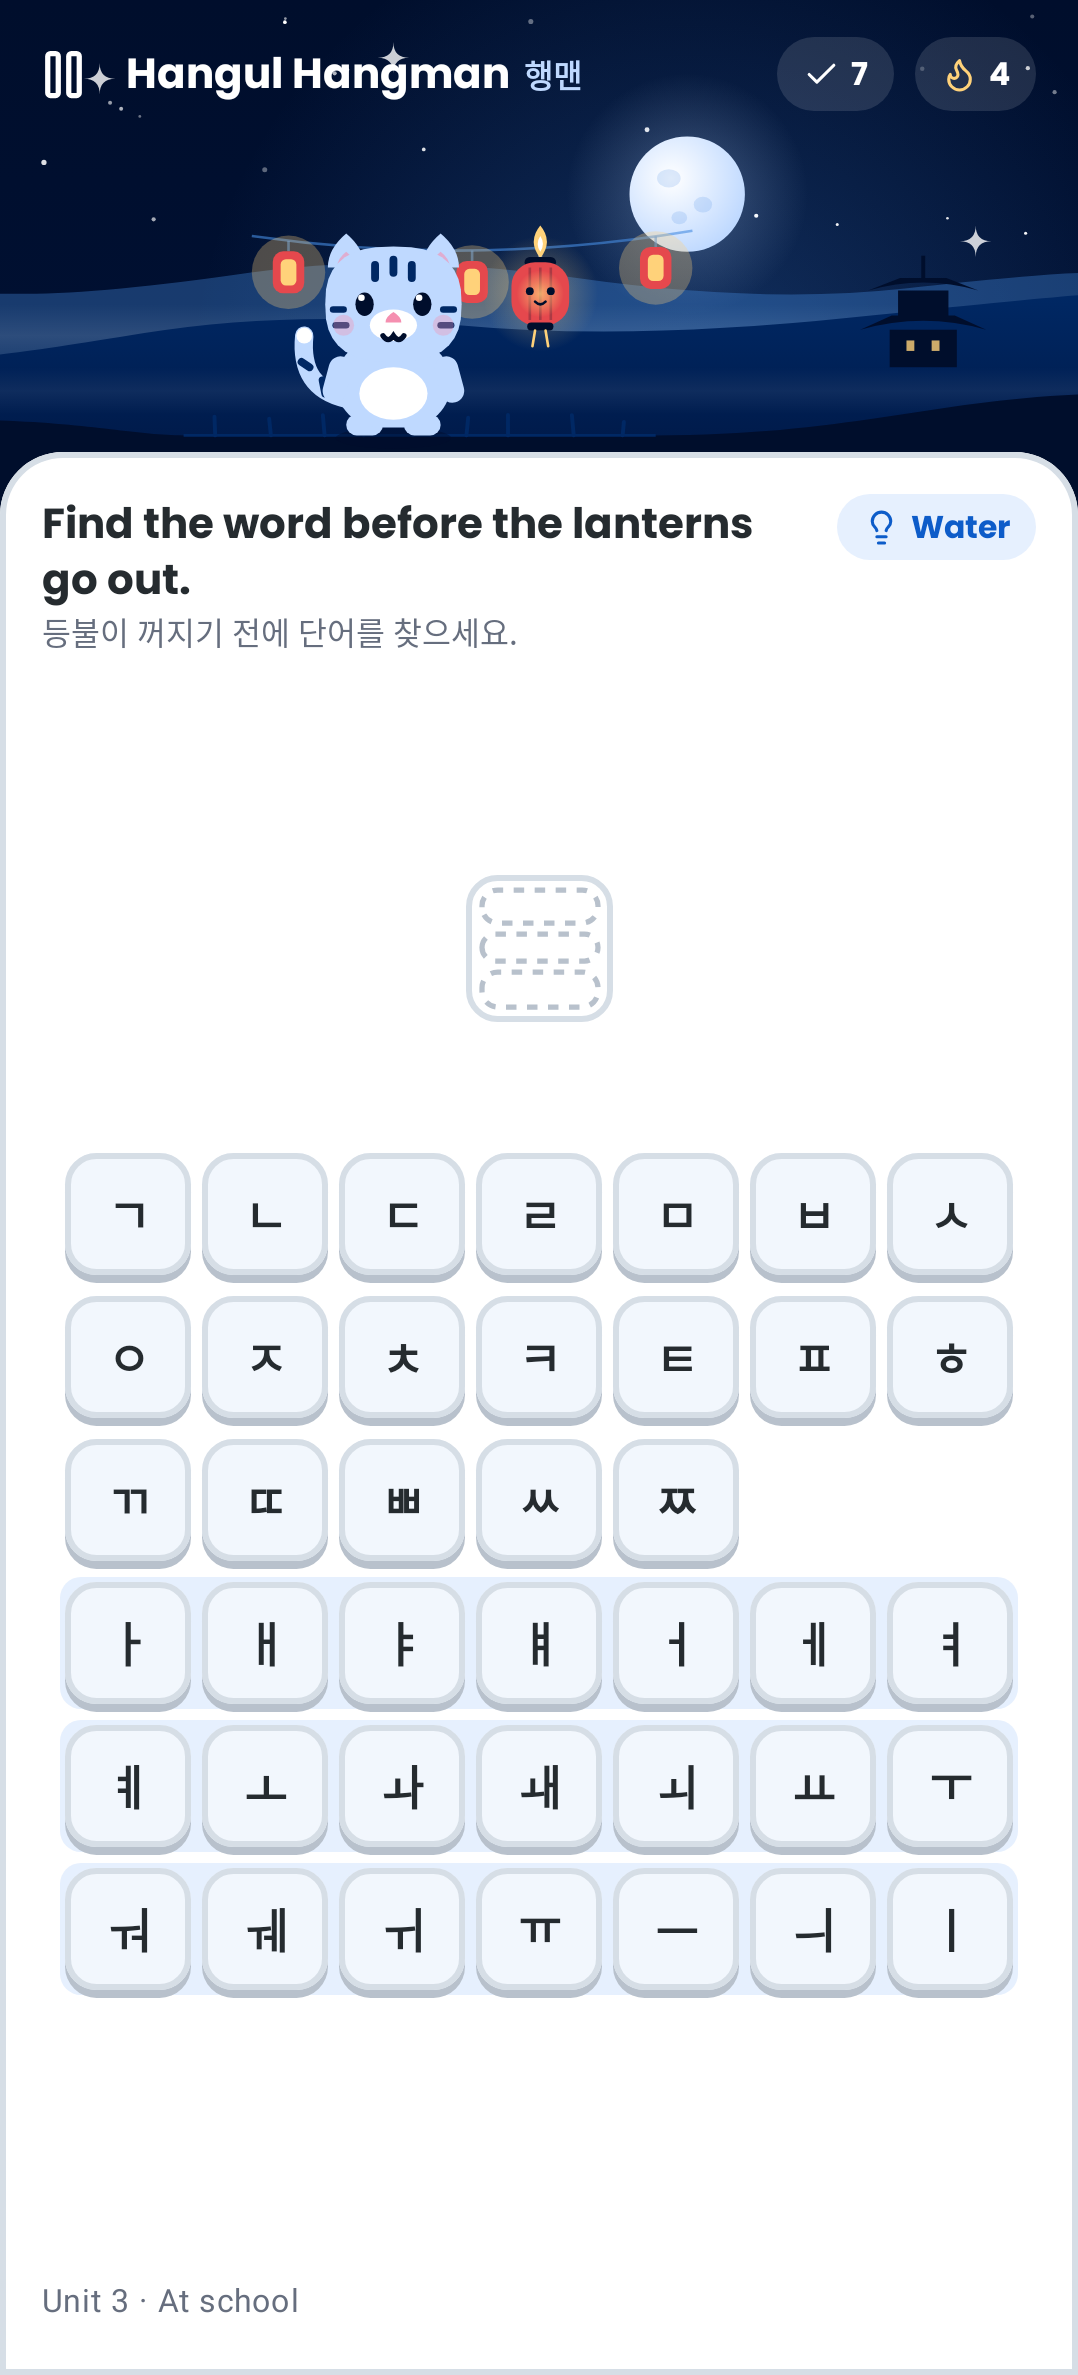 Hangul Hangman 행맨
7
4
Find the word before the lanterns
go out.
Water
등불이 꺼지기 전에 단어를 찾으세요.
ㄱ ㄴ ㄷ ㄹ ㅁ ㅂ ㅅ
ㅇ ㅈ ㅊ ㅋ ㅌ ㅍ ㅎ
ㄲ ㄸ ㅃ ㅆ ㅉ
ㅏ ㅐ ㅑ ㅒ ㅓ ㅔ ㅕ
ㅖ ㅗ ㅘ ㅙ ㅚ ㅛ ㅜ
ㅝ ㅞ ㅟ ㅠ ㅡ ㅢ ㅣ
Unit 3 · At school